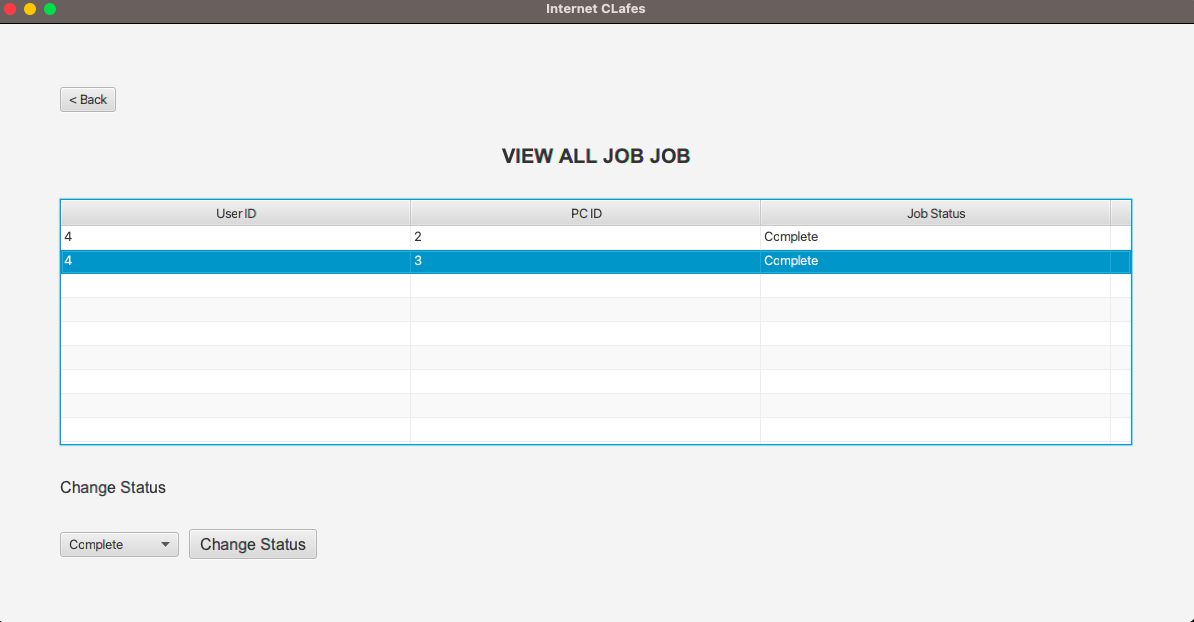 Internet CLafes
< Back
VIEW ALL JOB JOB
User ID PC ID Job Status
4 2 Complete
4 3 Complete
Change Status
Complete Change Status